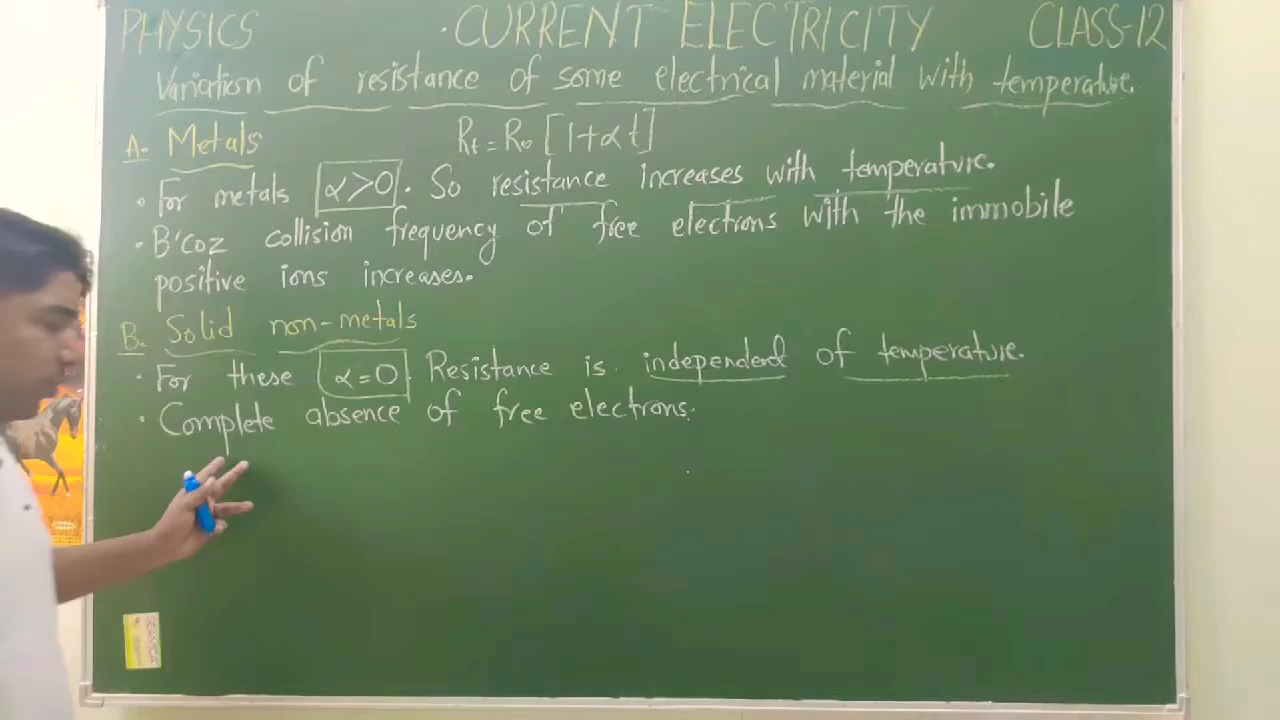 PHYSICS · CURRENT ELECTRICITY CLASS-12
Variation of resistance of some electrical material with temperature.
A. Metals Rt = R0 [1+αt]
· For metals α>0. So resistance increases with temperature.
· B'coz collision frequency of free electrons with the immobile
positive ions increases.
B. Solid non-metals
· For these α=0. Resistance is independent of temperature.
· Complete absence of free electrons.